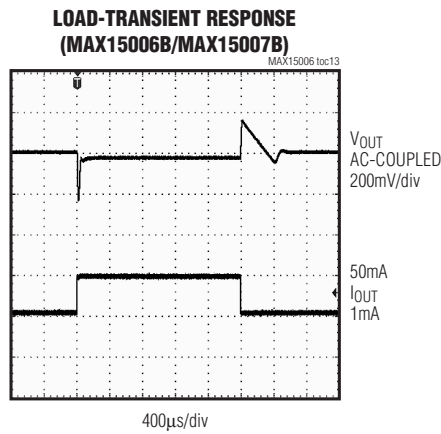 LOAD-TRANSIENT RESPONSE
(MAX15006B/MAX15007B)
MAX15006 toc13
T
VOUT
AC-COUPLED
200mV/div
50mA
IOUT
1mA
400µs/div